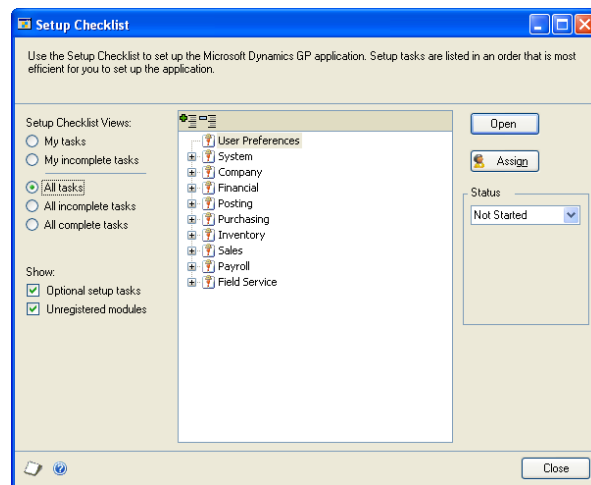 Setup Checklist
Use the Setup Checklist to set up the Microsoft Dynamics GP application. Setup tasks are listed in an order that is most
efficient for you to set up the application.
Setup Checklist Views:
My tasks
My incomplete tasks
All tasks
All incomplete tasks
All complete tasks
Show:
Optional setup tasks
Unregistered modules
User Preferences
System
Company
Financial
Posting
Purchasing
Inventory
Sales
Payroll
Field Service
Open
Assign
Status
Not Started
Close